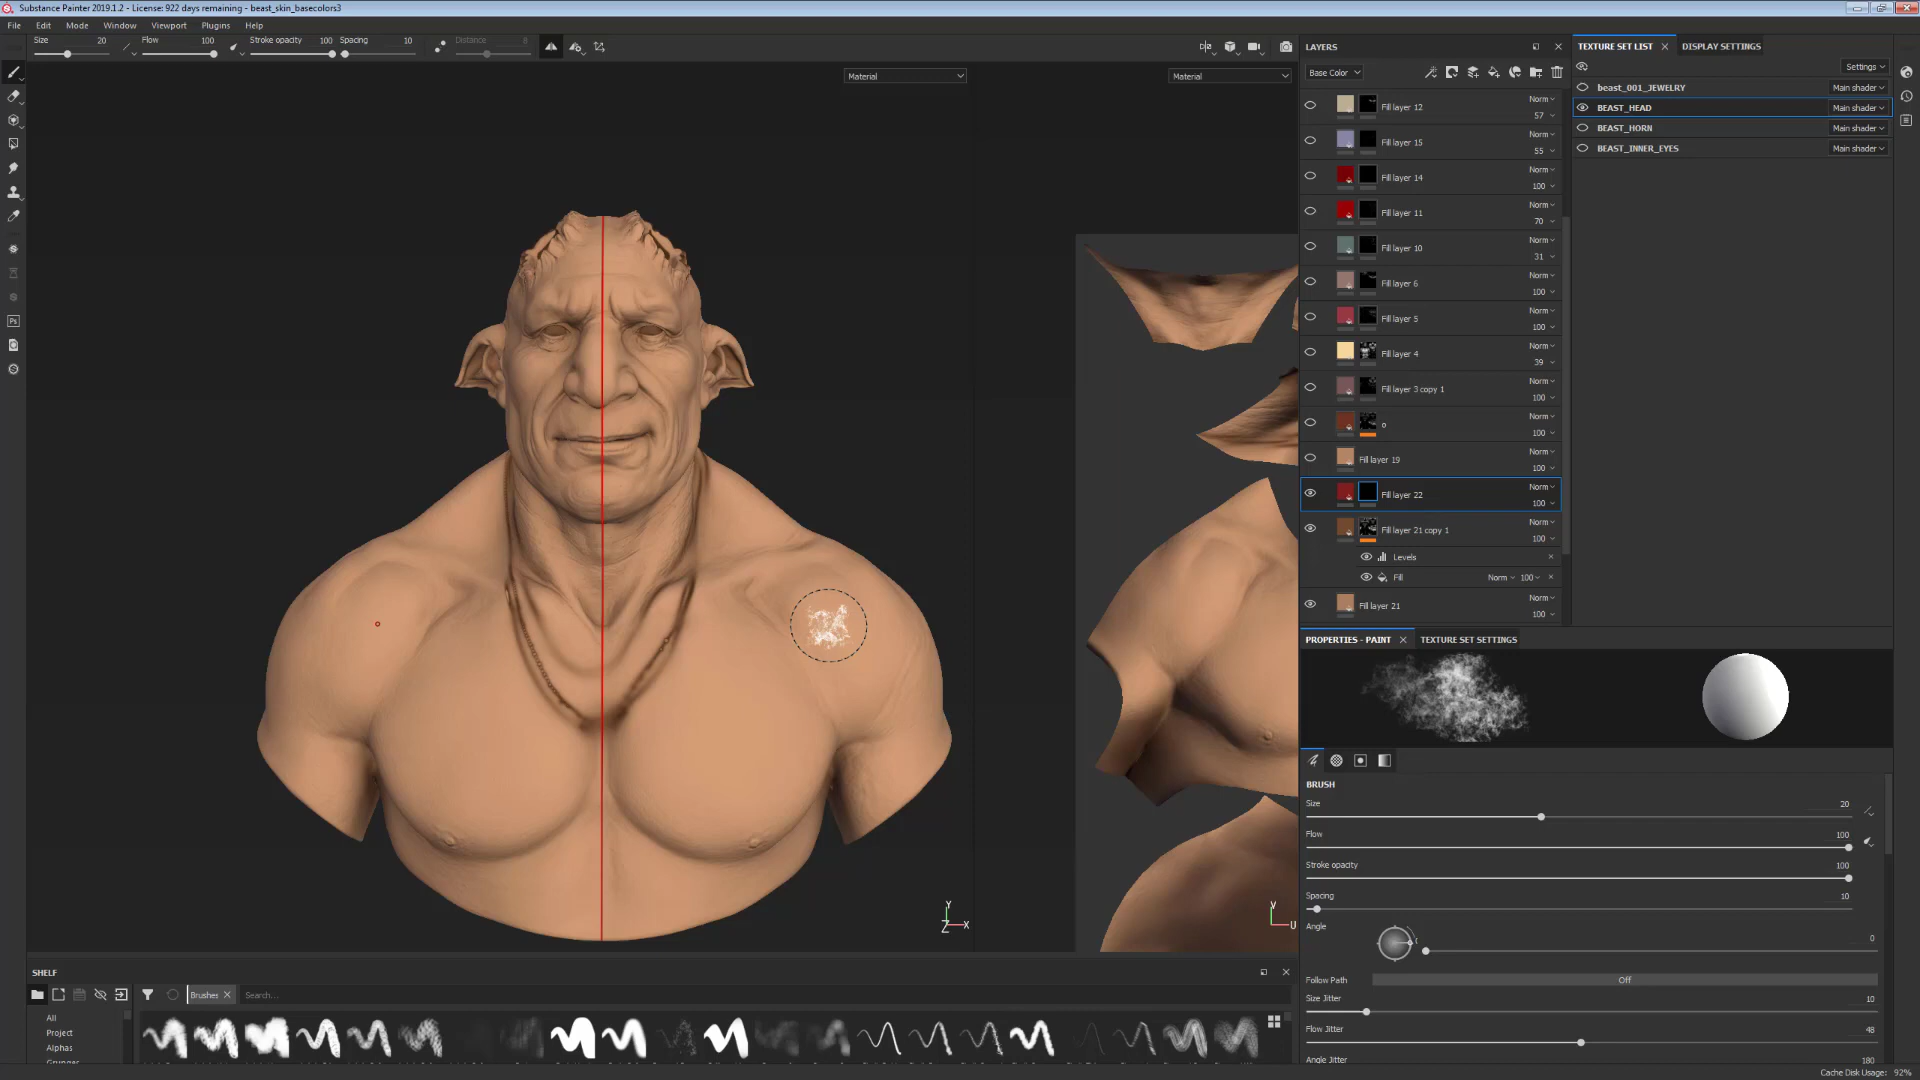 Substance Painter 2019.1.2 - License: 922 days remaining - beast_skin_basecolors3
File Edit Mode Window Viewport Plugins Help
Size 20 Flow 100 Stroke opacity 100 Spacing 10 Distance 8
Material
Material
LAYERS
Base Color
Fill layer 12 Norm 57
Fill layer 15 Norm 55
Fill layer 14 Norm 100
Fill layer 11 Norm 70
Fill layer 10 Norm 31
Fill layer 6 Norm 100
Fill layer 5 Norm 100
Fill layer 4 Norm 39
Fill layer 3 copy 1 Norm 100
o Norm 100
Fill layer 19 Norm 100
Fill layer 22 Norm 100
Fill layer 21 copy 1 Norm 100
Levels
Fill Norm 100
Fill layer 21 Norm 100
TEXTURE SET LIST DISPLAY SETTINGS
Settings
beast_001_JEWELRY Main shader
BEAST_HEAD Main shader
BEAST_HORN Main shader
BEAST_INNER_EYES Main shader
PROPERTIES - PAINT TEXTURE SET SETTINGS
BRUSH
Size 20
Flow 100
Stroke opacity 100
Spacing 10
Angle 0
Follow Path Off
Size Jitter 10
Flow Jitter 48
Angle Jitter 180
Y
Z X
V
U
Ps
SHELF
Brushes Search...
All
Project
Alphas
Cache Disk Usage: 92%